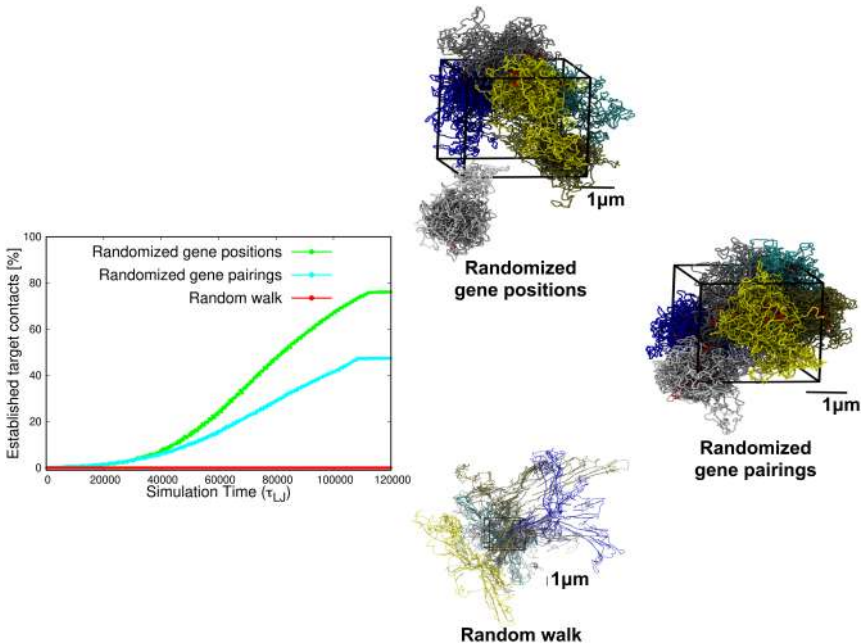 1μm
Randomized
gene positions
Established target contacts [%]
100
80
60
40
20
0
Randomized gene positions
Randomized gene pairings
Random walk
0
20000
40000
60000
80000
100000
120000
Simulation Time (τLJ)
1μm
Randomized
gene pairings
1μm
Random walk